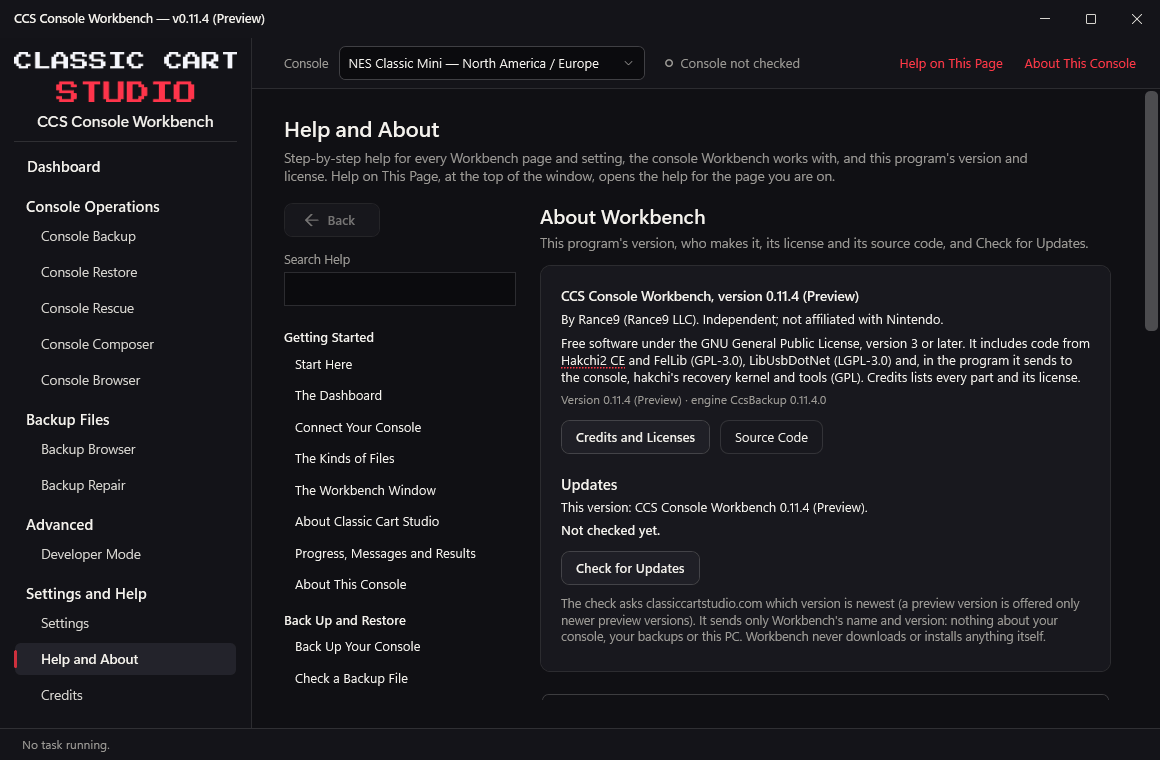 CCS Console Workbench — v0.11.4 (Preview)
CLASSIC CART
STUDIO
CCS Console Workbench
Dashboard
Console Operations
Console Backup
Console Restore
Console Rescue
Console Composer
Console Browser
Backup Files
Backup Browser
Backup Repair
Advanced
Developer Mode
Settings and Help
Settings
Help and About
Credits
Console
NES Classic Mini — North America / Europe
Console not checked
Help on This Page
About This Console
Help and About
Step-by-step help for every Workbench page and setting, the console Workbench works with, and this program's version and
license. Help on This Page, at the top of the window, opens the help for the page you are on.
Back
Search Help
Getting Started
Start Here
The Dashboard
Connect Your Console
The Kinds of Files
The Workbench Window
About Classic Cart Studio
Progress, Messages and Results
About This Console
Back Up and Restore
Back Up Your Console
Check a Backup File
About Workbench
This program's version, who makes it, its license and its source code, and Check for Updates.
CCS Console Workbench, version 0.11.4 (Preview)
By Rance9 (Rance9 LLC). Independent; not affiliated with Nintendo.
Free software under the GNU General Public License, version 3 or later. It includes code from
Hakchi2 CE and FelLib (GPL-3.0), LibUsbDotNet (LGPL-3.0) and, in the program it sends to
the console, hakchi's recovery kernel and tools (GPL). Credits lists every part and its license.
Version 0.11.4 (Preview) · engine CcsBackup 0.11.4.0
Credits and Licenses
Source Code
Updates
This version: CCS Console Workbench 0.11.4 (Preview).
Not checked yet.
Check for Updates
The check asks classiccartstudio.com which version is newest (a preview version is offered only
newer preview versions). It sends only Workbench's name and version: nothing about your
console, your backups or this PC. Workbench never downloads or installs anything itself.
No task running.